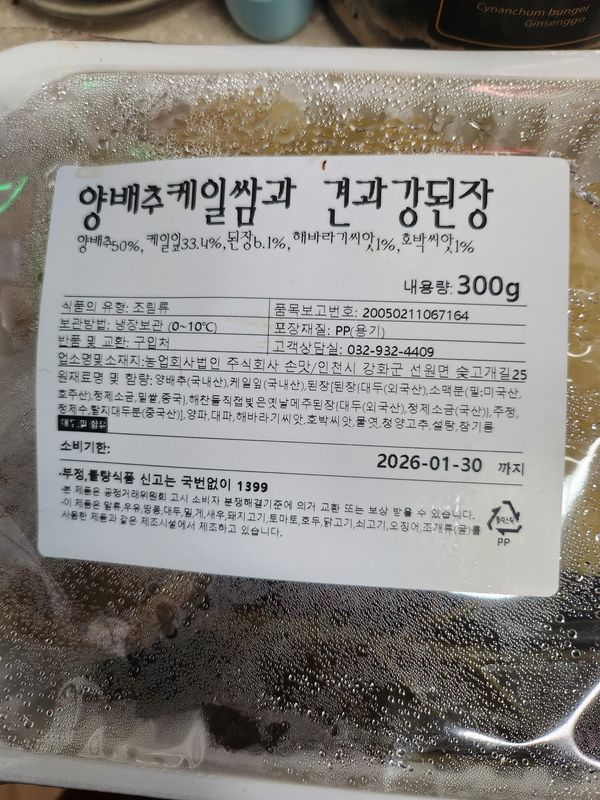 Cynanchum bungei
Ginsenggo
양배추케일쌈과 견과강된장
양배추50%, 케일잎33.4%, 된장6.1%, 해바라기씨앗1%, 호박씨앗1%
내용량: 300g
식품의 유형: 조림류
품목보고번호: 20050211067164
보관방법: 냉장보관 (0~10℃)
포장재질: PP(용기)
반품 및 교환: 구입처
고객상담실: 032-932-4409
업소명및소재지:농업회사법인 주식회사 손맛/인천시 강화군 선원면 숯고개길25
원재료명 및 함량: 양배추(국내산),케일잎(국내산),된장[된장{대두(외국산),소맥분(밀:미국산,
호주산),정제소금,밀쌀,중국},해찬들직접빚은옛날메주된장{대두(외국산),정제소금(국산)},주정,
정제수,탈지대두분(중국산)],양파,대파,해바라기씨앗,호박씨앗,물엿,청양고추,설탕,참기름
대두,밀 함유
소비기한:
2026-01-30 까지
·부정,불량식품 신고는 국번없이 1399
·본 제품은 공정거래위원회 고시 소비자 분쟁해결기준에 의거 교환 또는 보상 받을 수 있습니다.
·이 제품은 알류,우유,땅콩,대두,밀,게,새우,돼지고기,토마토,호두,닭고기,쇠고기,오징어,조개류(굴)를
사용한 제품과 같은 제조시설에서 제조하고 있습니다.
플라스틱
PP